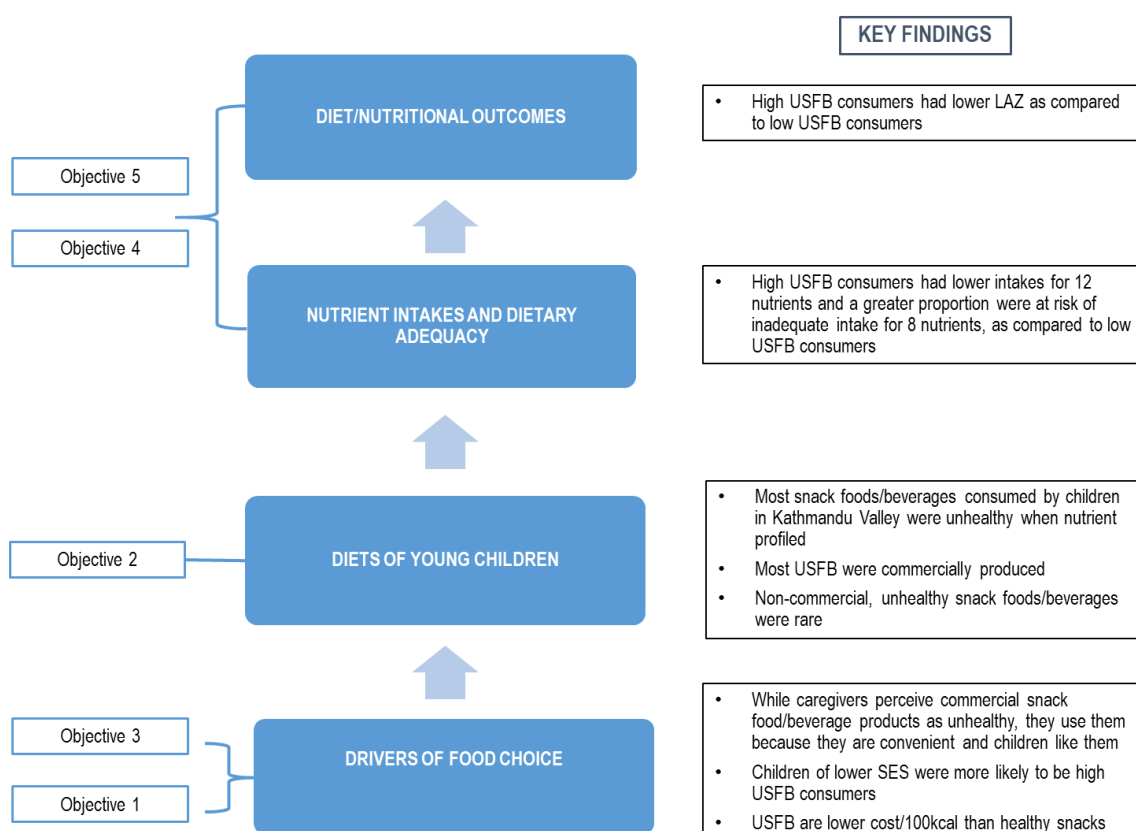 KEY FINDINGS
DIET/NUTRITIONAL OUTCOMES
• High USFB consumers had lower LAZ as compared
to low USFB consumers
Objective 5
Objective 4
NUTRIENT INTAKES AND DIETARY
ADEQUACY
• High USFB consumers had lower intakes for 12
nutrients and a greater proportion were at risk of
inadequate intake for 8 nutrients, as compared to low
USFB consumers
Objective 2
DIETS OF YOUNG CHILDREN
• Most snack foods/beverages consumed by children
in Kathmandu Valley were unhealthy when nutrient
profiled
• Most USFB were commercially produced
• Non-commercial, unhealthy snack foods/beverages
were rare
Objective 3
Objective 1
DRIVERS OF FOOD CHOICE
• While caregivers perceive commercial snack
food/beverage products as unhealthy, they use them
because they are convenient and children like them
• Children of lower SES were more likely to be high
USFB consumers
• USFB are lower cost/100kcal than healthy snacks